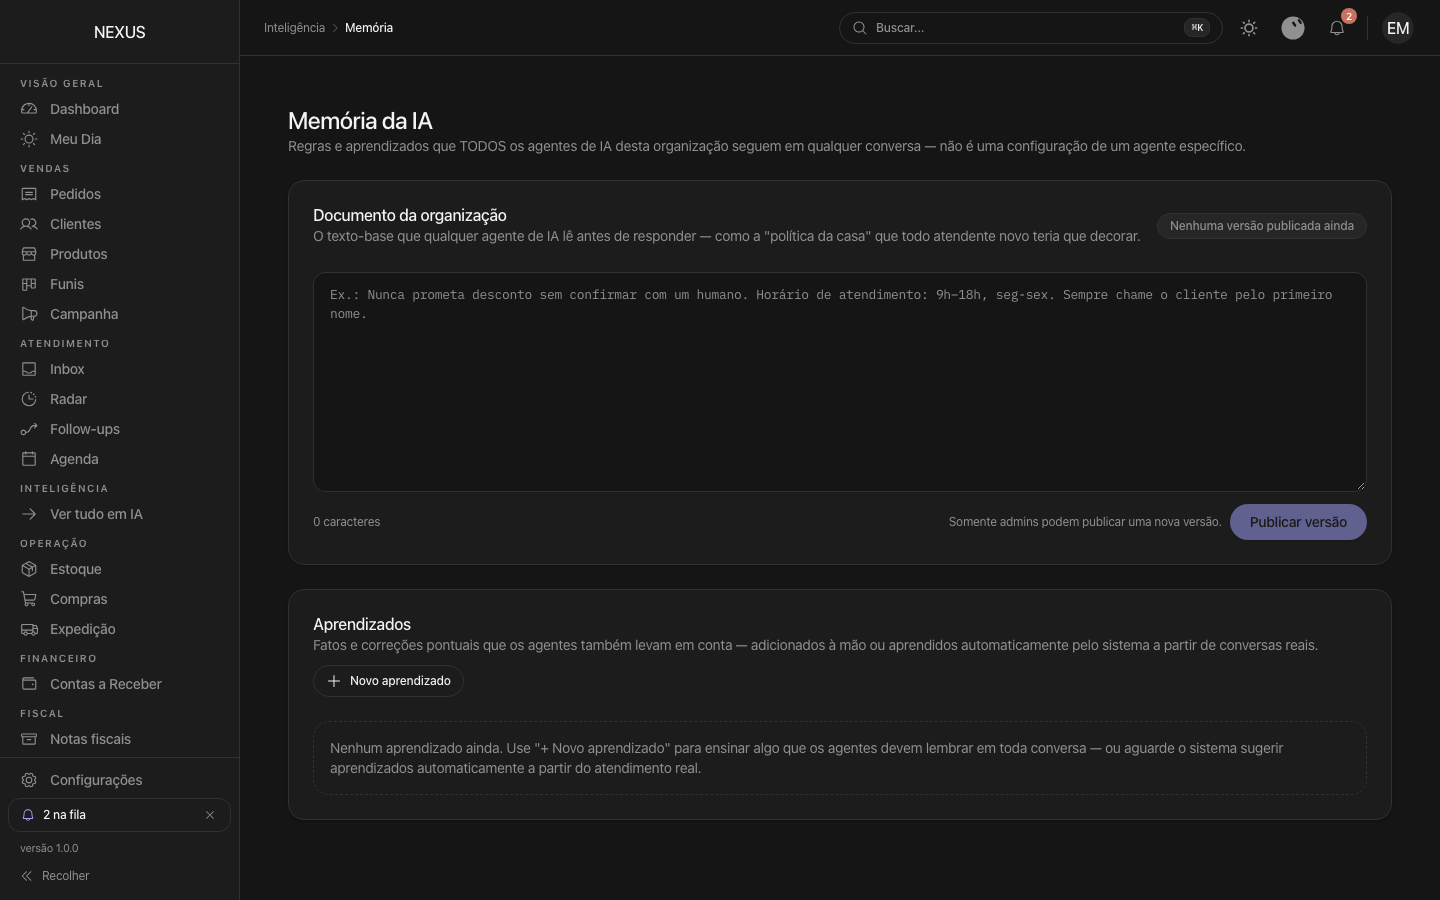 NEXUS
VISÃO GERAL
Dashboard
Meu Dia
VENDAS
Pedidos
Clientes
Produtos
Funis
Campanha
ATENDIMENTO
Inbox
Radar
Follow-ups
Agenda
INTELIGÊNCIA
Ver tudo em IA
OPERAÇÃO
Estoque
Compras
Expedição
FINANCEIRO
Contas a Receber
FISCAL
Notas fiscais
Configurações
2 na fila
versão 1.0.0
Recolher
Inteligência > Memória
Buscar...
⌘K
2
EM
Memória da IA
Regras e aprendizados que TODOS os agentes de IA desta organização seguem em qualquer conversa — não é uma configuração de um agente específico.
Documento da organização
O texto-base que qualquer agente de IA lê antes de responder — como a "política da casa" que todo atendente novo teria que decorar.
Nenhuma versão publicada ainda
Ex.: Nunca prometa desconto sem confirmar com um humano. Horário de atendimento: 9h–18h, seg-sex. Sempre chame o cliente pelo primeiro
nome.
0 caracteres
Somente admins podem publicar uma nova versão.
Publicar versão
Aprendizados
Fatos e correções pontuais que os agentes também levam em conta — adicionados à mão ou aprendidos automaticamente pelo sistema a partir de conversas reais.
Novo aprendizado
Nenhum aprendizado ainda. Use "+ Novo aprendizado" para ensinar algo que os agentes devem lembrar em toda conversa — ou aguarde o sistema sugerir
aprendizados automaticamente a partir do atendimento real.